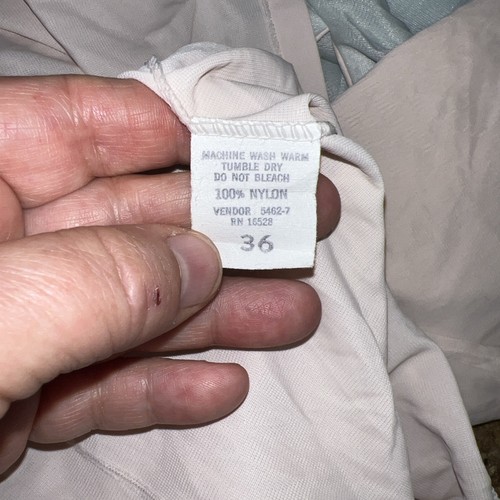 MACHINE WASH WARM
TUMBLE DRY
DO NOT BLEACH
100% NYLON
VENDOR 5462-7
RN 16528
36